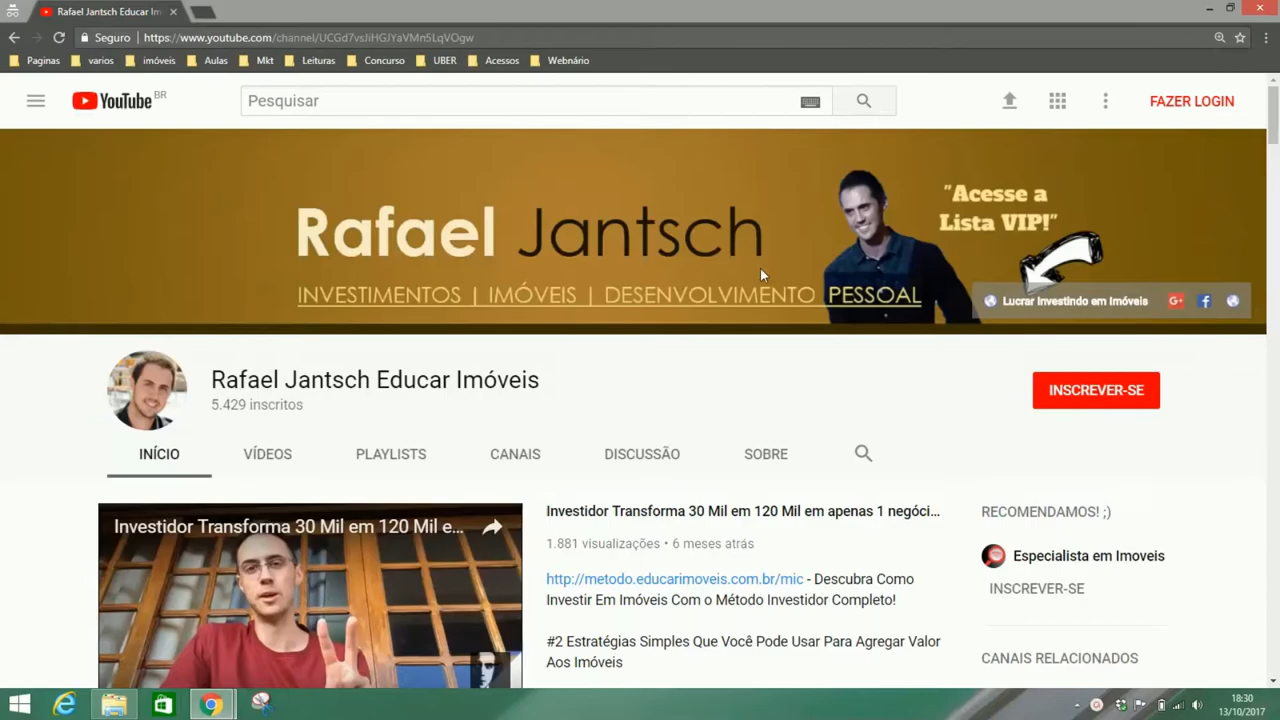 Rafael Jantsch Educar Im
Seguro
https://www.youtube.com/channel/UCGd7vsJiHGJYaVMn5LqVOgw
Paginas
varios
imóveis
Aulas
Mkt
Leituras
Concurso
UBER
Acessos
Webnário
YouTube BR
Pesquisar
FAZER LOGIN
Rafael Jantsch
INVESTIMENTOS | IMÓVEIS | DESENVOLVIMENTO PESSOAL
"Acesse a
Lista VIP!"
Lucrar Investindo em Imóveis
Rafael Jantsch Educar Imóveis
5.429 inscritos
INSCREVER-SE
INÍCIO
VÍDEOS
PLAYLISTS
CANAIS
DISCUSSÃO
SOBRE
Investidor Transforma 30 Mil em 120 Mil e...
Investidor Transforma 30 Mil em 120 Mil em apenas 1 negóci...
1.881 visualizações • 6 meses atrás
http://metodo.educarimoveis.com.br/mic - Descubra Como
Investir Em Imóveis Com o Método Investidor Completo!
#2 Estratégias Simples Que Você Pode Usar Para Agregar Valor
Aos Imóveis
RECOMENDAMOS! ;)
Especialista em Imoveis
INSCREVER-SE
CANAIS RELACIONADOS
18:30
13/10/2017